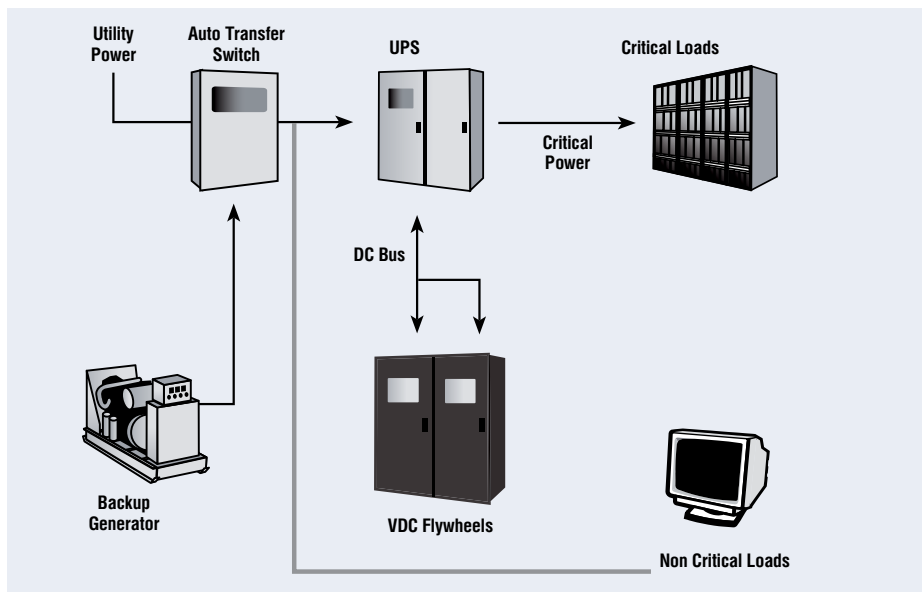 Utility
Power
Auto Transfer
Switch
UPS
Critical Loads
Critical
Power
DC Bus
Backup
Generator
VDC Flywheels
Non Critical Loads